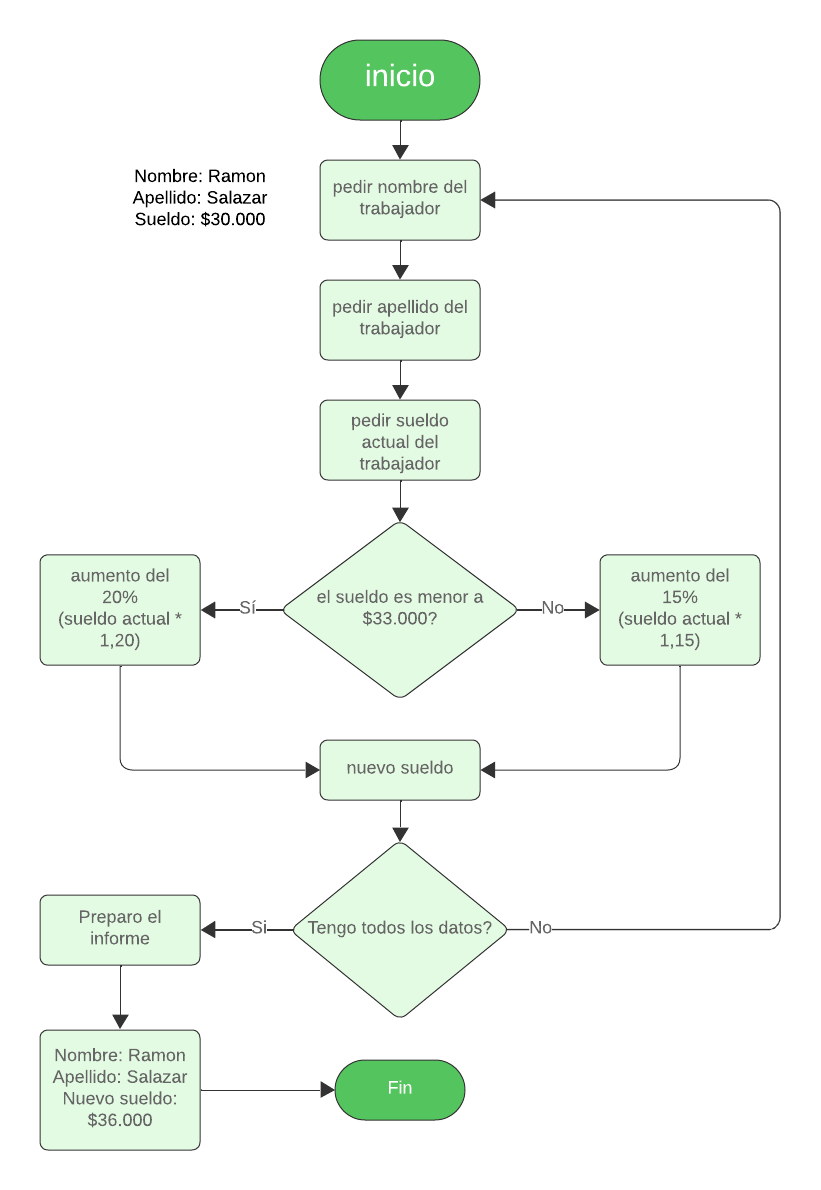 inicio
Nombre: Ramon
Apellido: Salazar
Sueldo: $30.000
pedir nombre del
trabajador
pedir apellido del
trabajador
pedir sueldo
actual del
trabajador
aumento del
20%
(sueldo actual *
1,20)
Sí
el sueldo es menor a
$33.000?
No
aumento del
15%
(sueldo actual *
1,15)
nuevo sueldo
Preparo el
informe
Si
Tengo todos los datos?
No
Nombre: Ramon
Apellido: Salazar
Nuevo sueldo:
$36.000
Fin